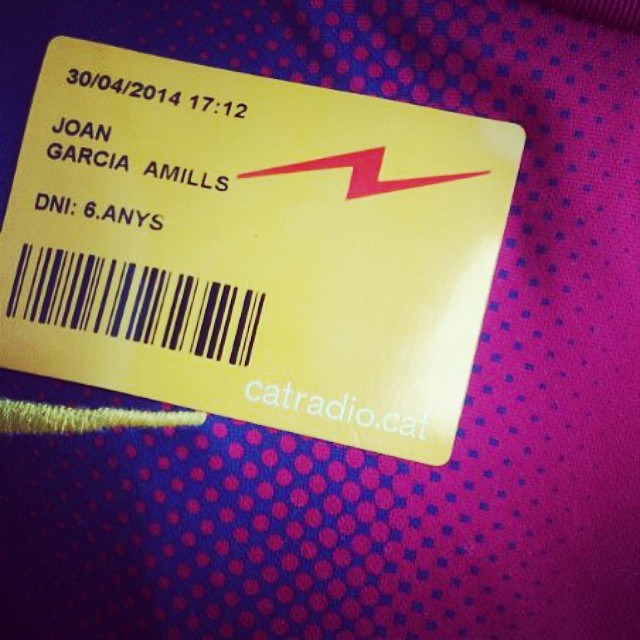 30/04/2014 17:12
JOAN
GARCIA AMILLS
DNI: 6.ANYS
catradio.cat